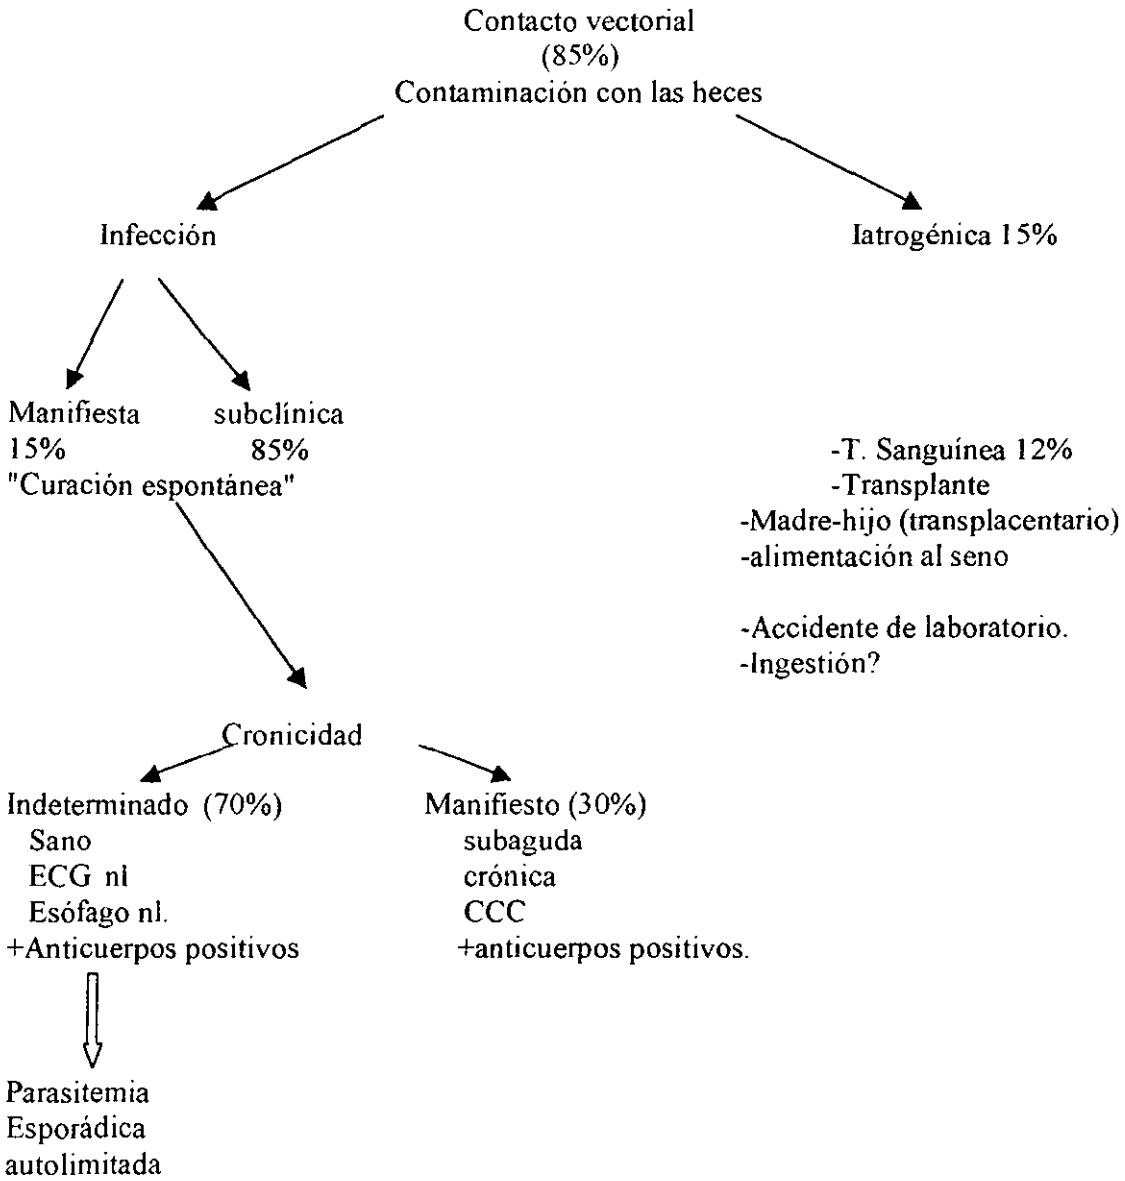 Contacto vectorial
(85%)
Contaminación con las heces
Infección
Iatrogénica 15%
Manifiesta subclínica
15% 85%
"Curación espontánea"
-T. Sanguínea 12%
-Transplante
-Madre-hijo (transplacentario)
-alimentación al seno
-Accidente de laboratorio.
-Ingestión?
Cronicidad
Indeterminado (70%)
Sano
ECG nl
Esófago nl.
+Anticuerpos positivos
Manifiesto (30%)
subaguda
crónica
CCC
+anticuerpos positivos.
Parasitemia
Esporádica
autolimitada